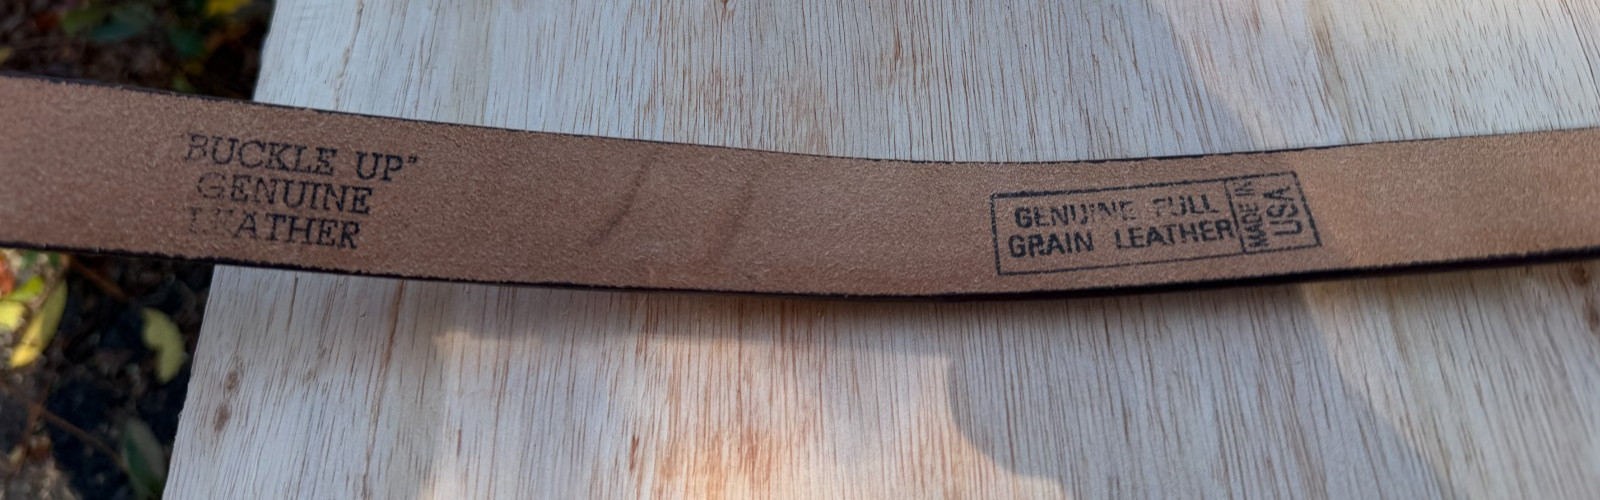 "BUCKLE UP"
GENUINE
LEATHER
GENUINE FULL
GRAIN LEATHER
MADE IN
USA